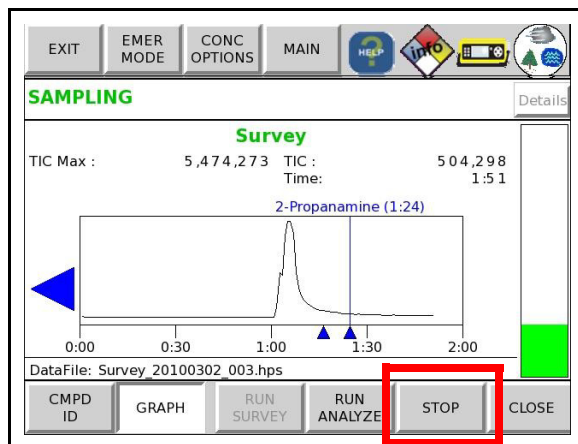 EXIT
EMER
MODE
CONC
OPTIONS
MAIN
HELP
info
SAMPLING
Details
Survey
TIC Max : 5,474,273 TIC : 504,298
Time: 1:51
2-Propanamine (1:24)
0:00 0:30 1:00 1:30 2:00
DataFile: Survey_20100302_003.hps
CMPD
ID
GRAPH
RUN
SURVEY
RUN
ANALYZE
STOP
CLOSE